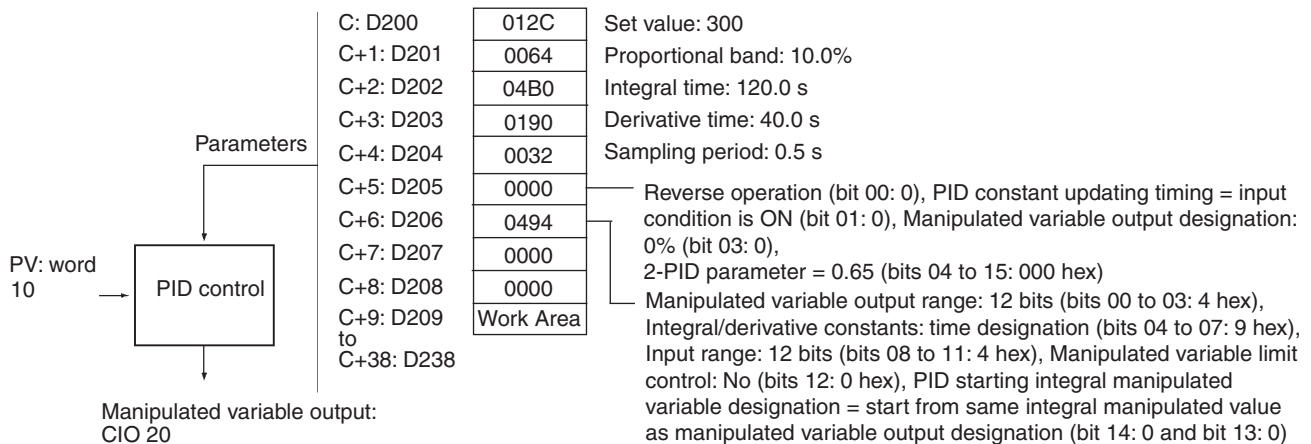 C: D200 012C Set value: 300
C+1: D201 0064 Proportional band: 10.0%
C+2: D202 04B0 Integral time: 120.0 s
C+3: D203 0190 Derivative time: 40.0 s
C+4: D204 0032 Sampling period: 0.5 s
C+5: D205 0000
C+6: D206 0494
C+7: D207 0000
C+8: D208 0000
C+9: D209 Work Area
to
C+38: D238
Reverse operation (bit 00: 0), PID constant updating timing = input
condition is ON (bit 01: 0), Manipulated variable output designation:
0% (bit 03: 0),
2-PID parameter = 0.65 (bits 04 to 15: 000 hex)
Manipulated variable output range: 12 bits (bits 00 to 03: 4 hex),
Integral/derivative constants: time designation (bits 04 to 07: 9 hex),
Input range: 12 bits (bits 08 to 11: 4 hex), Manipulated variable limit
control: No (bits 12: 0 hex), PID starting integral manipulated
variable designation = start from same integral manipulated value
as manipulated variable output designation (bit 14: 0 and bit 13: 0)
Parameters
PV: word
10
PID control
Manipulated variable output:
CIO 20